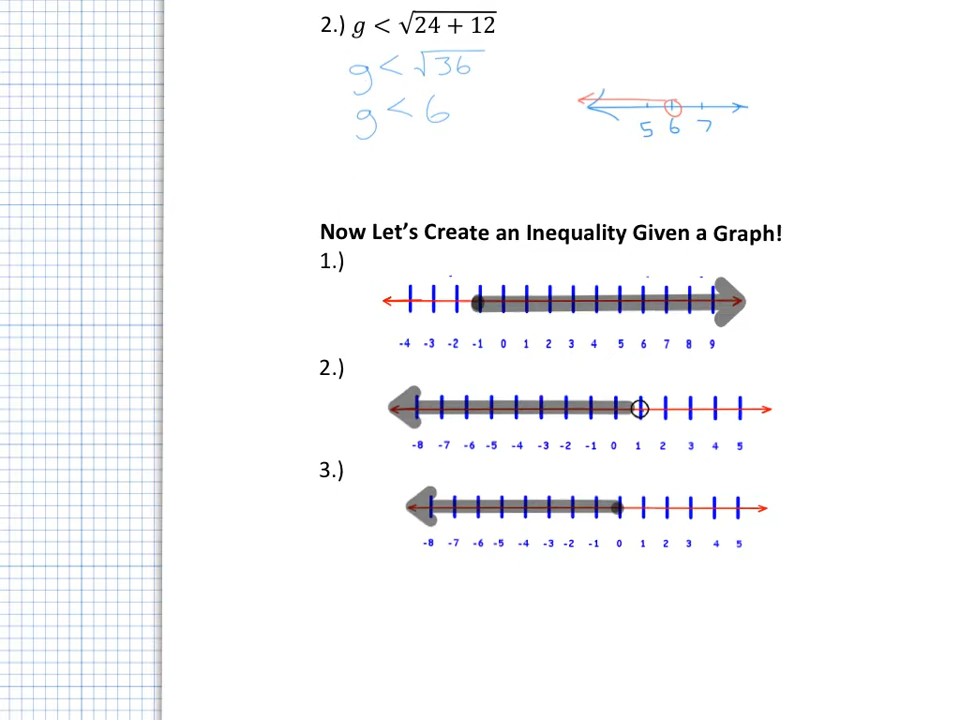 2.) g < √24 + 12
g < √36
g < 6
5 6 7
Now Let's Create an Inequality Given a Graph!
1.)
-4 -3 -2 -1 0 1 2 3 4 5 6 7 8 9
2.)
-8 -7 -6 -5 -4 -3 -2 -1 0 1 2 3 4 5
3.)
-8 -7 -6 -5 -4 -3 -2 -1 0 1 2 3 4 5